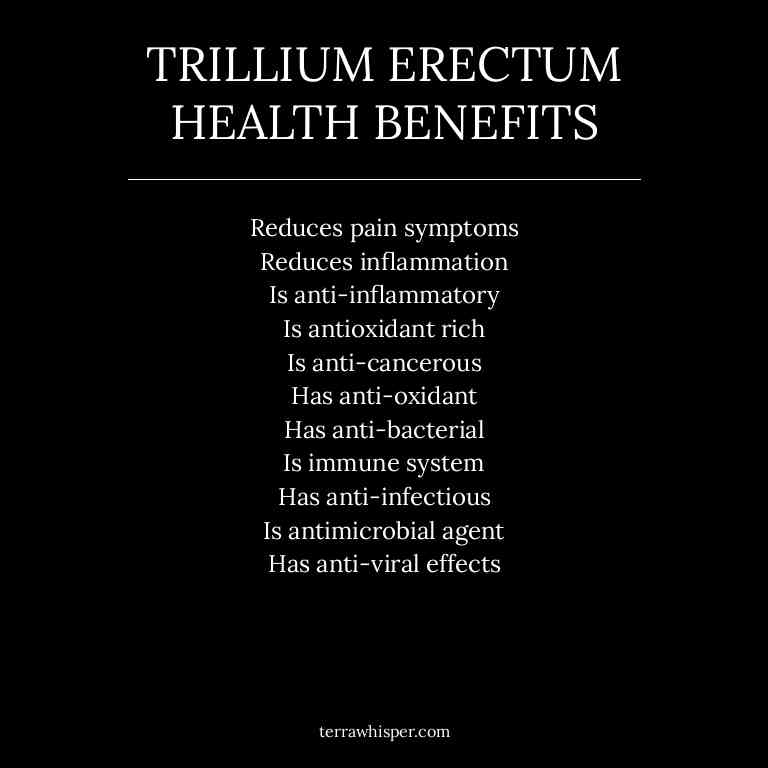 TRILLIUM ERECTUM
HEALTH BENEFITS
Reduces pain symptoms
Reduces inflammation
Is anti-inflammatory
Is antioxidant rich
Is anti-cancerous
Has anti-oxidant
Has anti-bacterial
Is immune system
Has anti-infectious
Is antimicrobial agent
Has anti-viral effects
terrawhisper.com